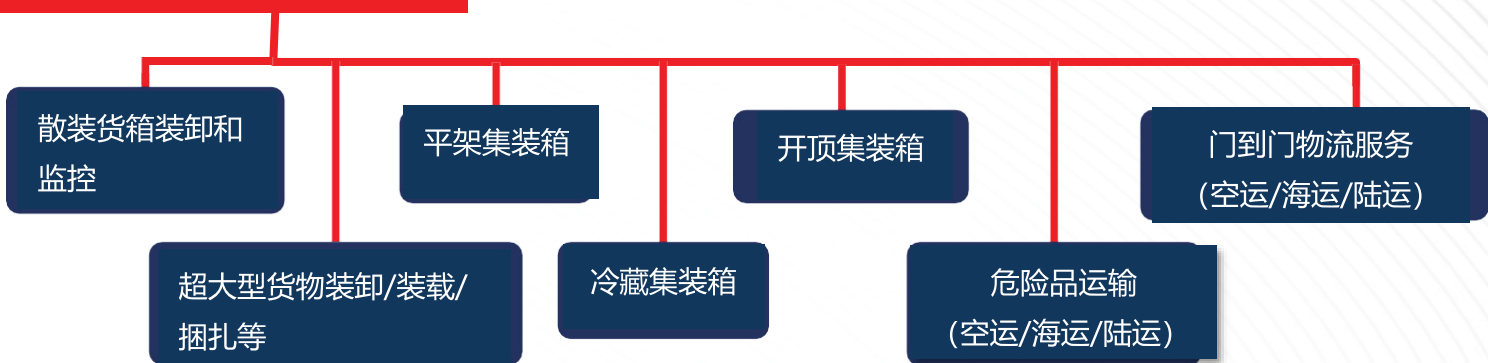 散装货箱装卸和
监控
平架集装箱
开顶集装箱
门到门物流服务
（空运/海运/陆运）
超大型货物装卸/装载/
捆扎等
冷藏集装箱
危险品运输
（空运/海运/陆运）